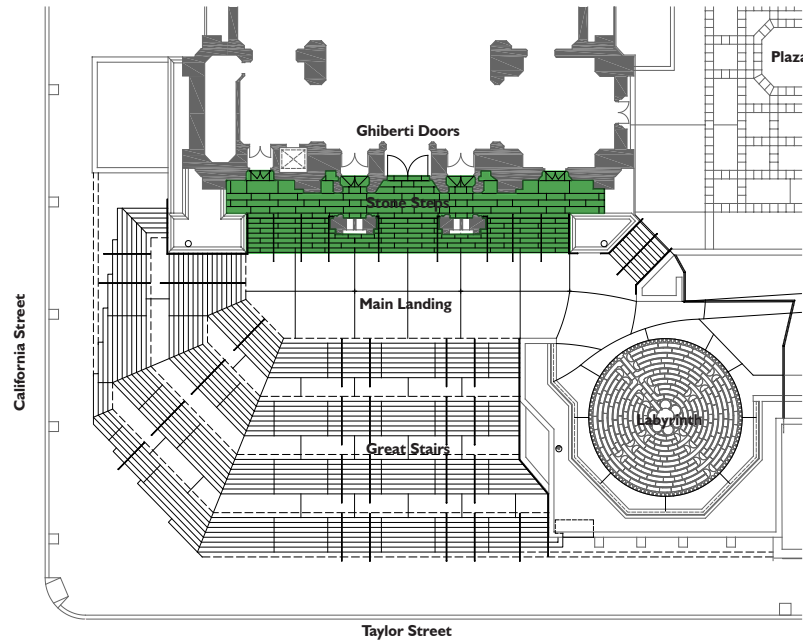 Plaza
Ghiberti Doors
Stone Steps
Main Landing
California Street
Labyrinth
Great Stairs
Taylor Street